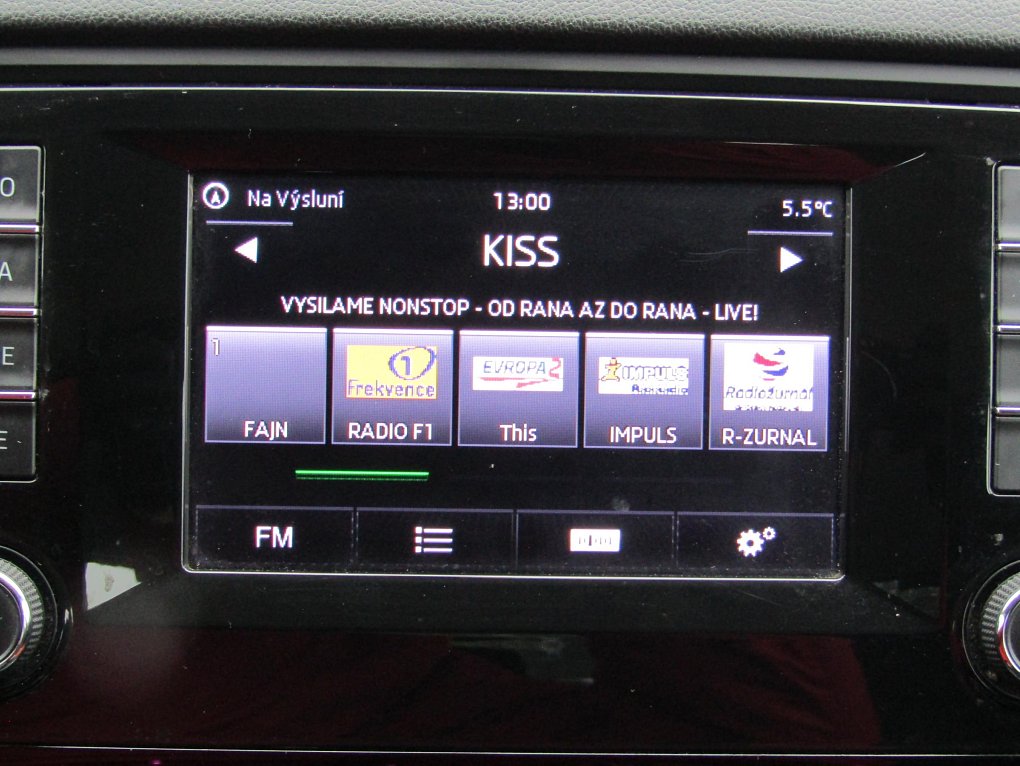 Na Výsluní 13:00 5.5°C
KISS
VYSILAME NONSTOP - OD RANA AZ DO RANA - LIVE!
1
1
Frekvence
EVROPA 2
IMPULS
Radiožurnál
FAJN RADIO F1 This IMPULS R-ZURNAL
FM
O
A
E
E